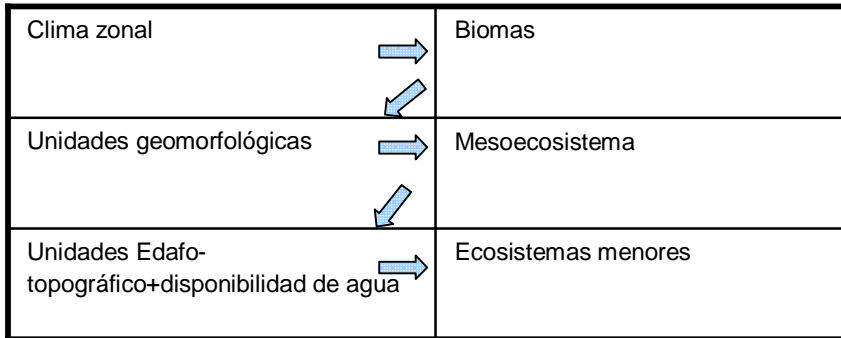 Clima zonal
Biomas
Unidades geomorfológicas
Mesoecosistema
Unidades Edafo-
topográfico+disponibilidad de agua
Ecosistemas menores